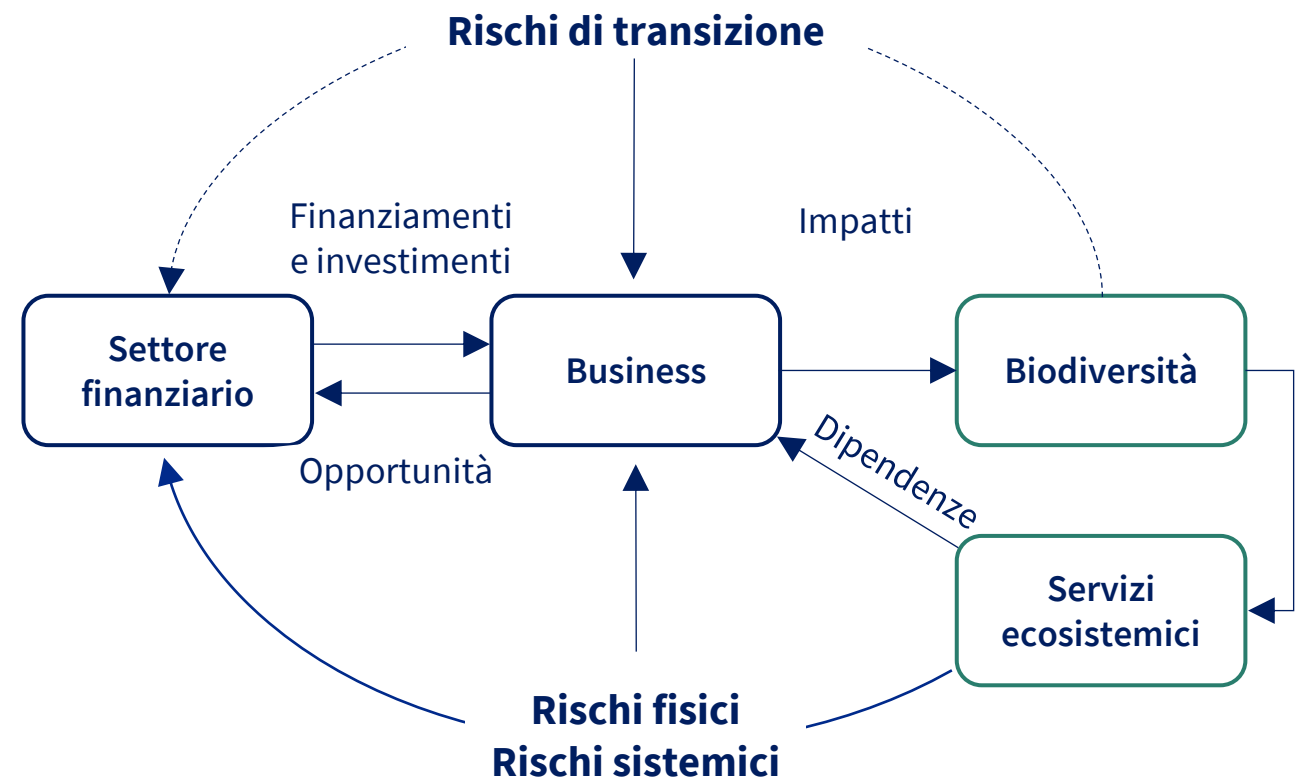 Rischi di transizione
Finanziamenti
e investimenti
Impatti
Settore
finanziario
Business
Biodiversità
Opportunità
Dipendenze
Servizi
ecosistemici
Rischi fisici
Rischi sistemici